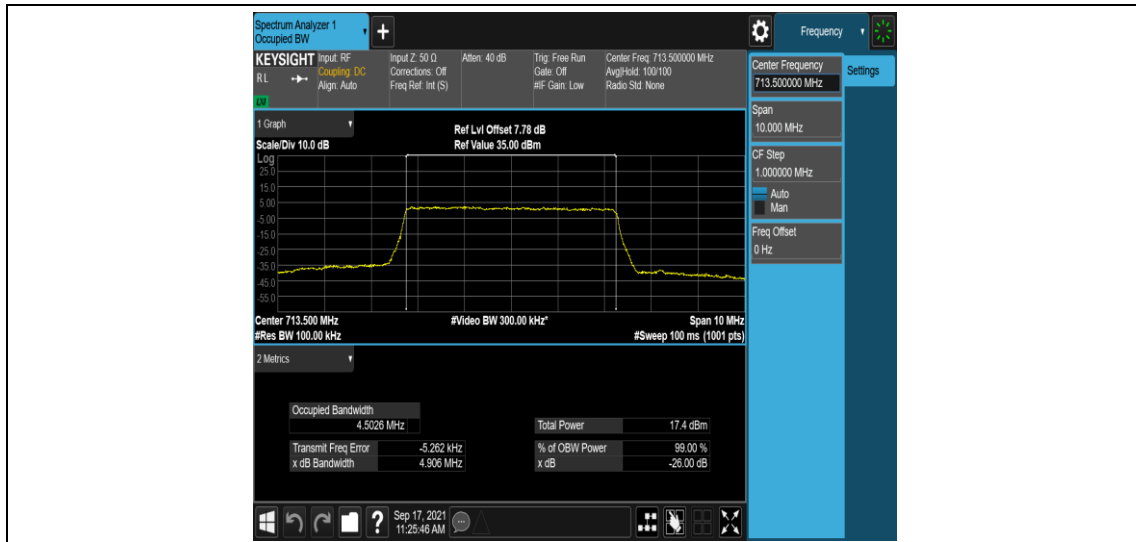 Spectrum Analyzer 1
Occupied BW
+
Frequency
KEYSIGHT
RL
Input: RF
Coupling: DC
Align: Auto
Input Z: 50 Ω
Corrections: Off
Freq Ref: Int (S)
Atten: 40 dB
Trig: Free Run
Gate: Off
#IF Gain: Low
Center Freq: 713.500000 MHz
Avg|Hold: 100/100
Radio Std: None
Center Frequency
713.500000 MHz
Settings
Span
10.000 MHz
CF Step
1.000000 MHz
Auto
Man
Freq Offset
0 Hz
1 Graph
Scale/Div 10.0 dB
Ref Lvl Offset 7.78 dB
Ref Value 35.00 dBm
Log
25.0
15.0
5.00
-5.00
-15.0
-25.0
-35.0
-45.0
-55.0
Center 713.500 MHz
#Video BW 300.00 kHz*
Span 10 MHz
#Res BW 100.00 kHz
#Sweep 100 ms (1001 pts)
2 Metrics
Occupied Bandwidth
4.5026 MHz
Total Power 17.4 dBm
Transmit Freq Error -5.262 kHz
% of OBW Power 99.00 %
x dB Bandwidth 4.906 MHz
x dB -26.00 dB
?
Sep 17, 2021
11:25:46 AM